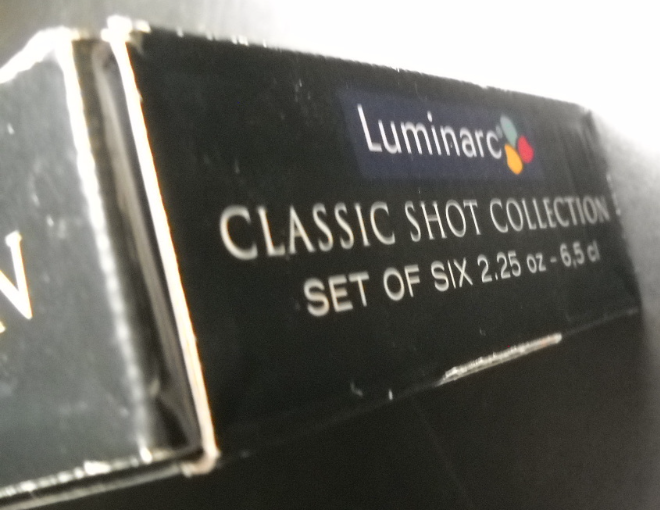 Luminarc
CLASSIC SHOT COLLECTION
SET OF SIX 2.25 oz - 6,5 cl